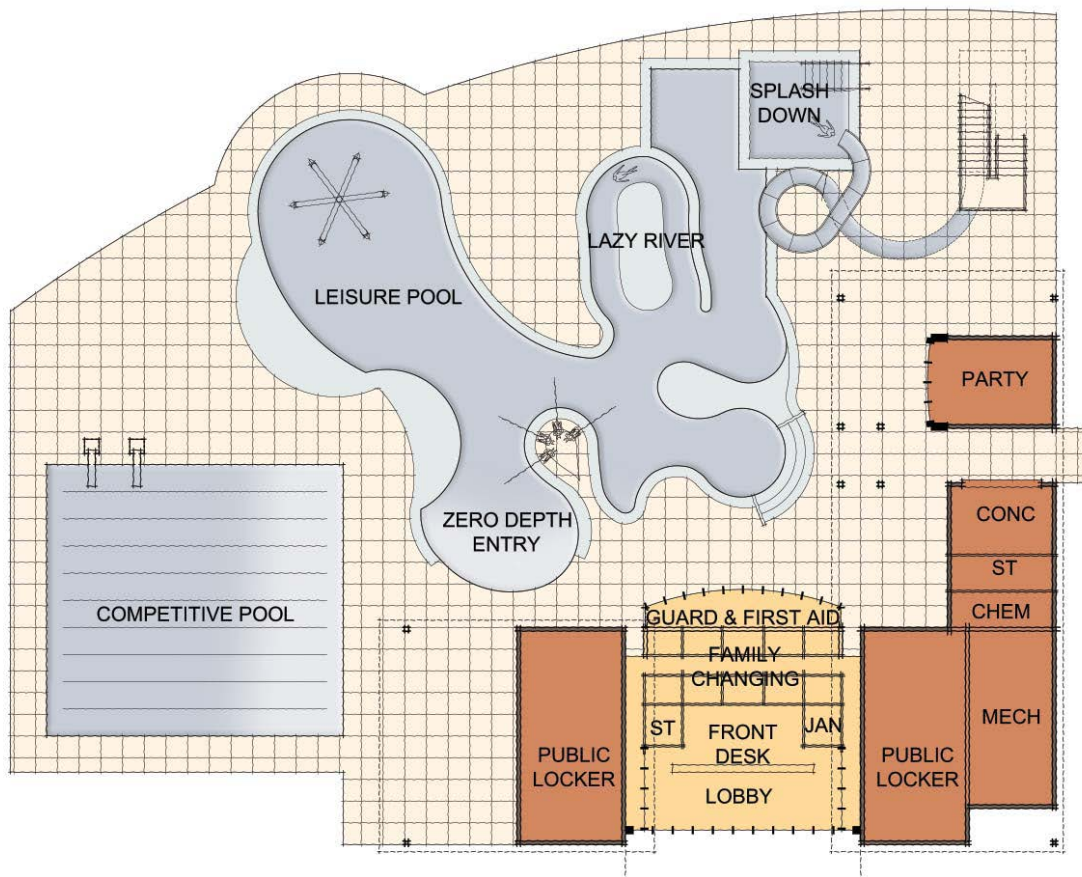 SPLASH
DOWN
LAZY RIVER
LEISURE POOL
PARTY
ZERO DEPTH
ENTRY
CONC
ST
CHEM
COMPETITIVE POOL
GUARD & FIRST AID
FAMILY
CHANGING
ST
JAN
FRONT
DESK
LOBBY
PUBLIC
LOCKER
PUBLIC
LOCKER
MECH